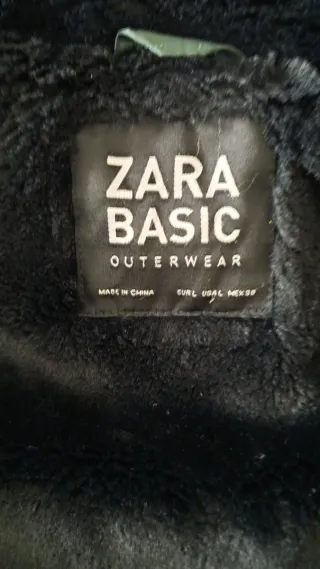 ZARA
BASIC
OUTERWEAR
MADE IN CHINA EUR L USA L MEX 30